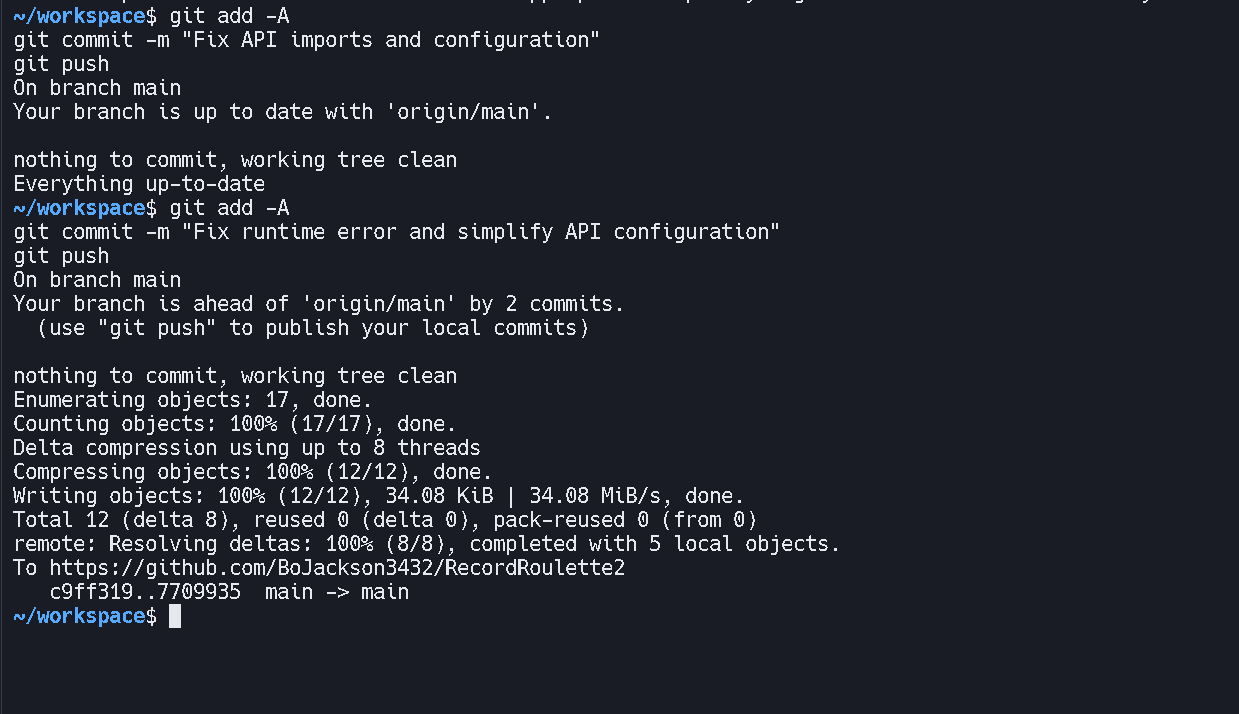 ~/workspace$ git add -A
git commit -m "Fix API imports and configuration"
git push
On branch main
Your branch is up to date with 'origin/main'.
nothing to commit, working tree clean
Everything up-to-date
~/workspace$ git add -A
git commit -m "Fix runtime error and simplify API configuration"
git push
On branch main
Your branch is ahead of 'origin/main' by 2 commits.
  (use "git push" to publish your local commits)
nothing to commit, working tree clean
Enumerating objects: 17, done.
Counting objects: 100% (17/17), done.
Delta compression using up to 8 threads
Compressing objects: 100% (12/12), done.
Writing objects: 100% (12/12), 34.08 KiB | 34.08 MiB/s, done.
Total 12 (delta 8), reused 0 (delta 0), pack-reused 0 (from 0)
remote: Resolving deltas: 100% (8/8), completed with 5 local objects.
To https://github.com/BoJackson3432/RecordRoulette2
   c9ff319..7709935  main -> main
~/workspace$